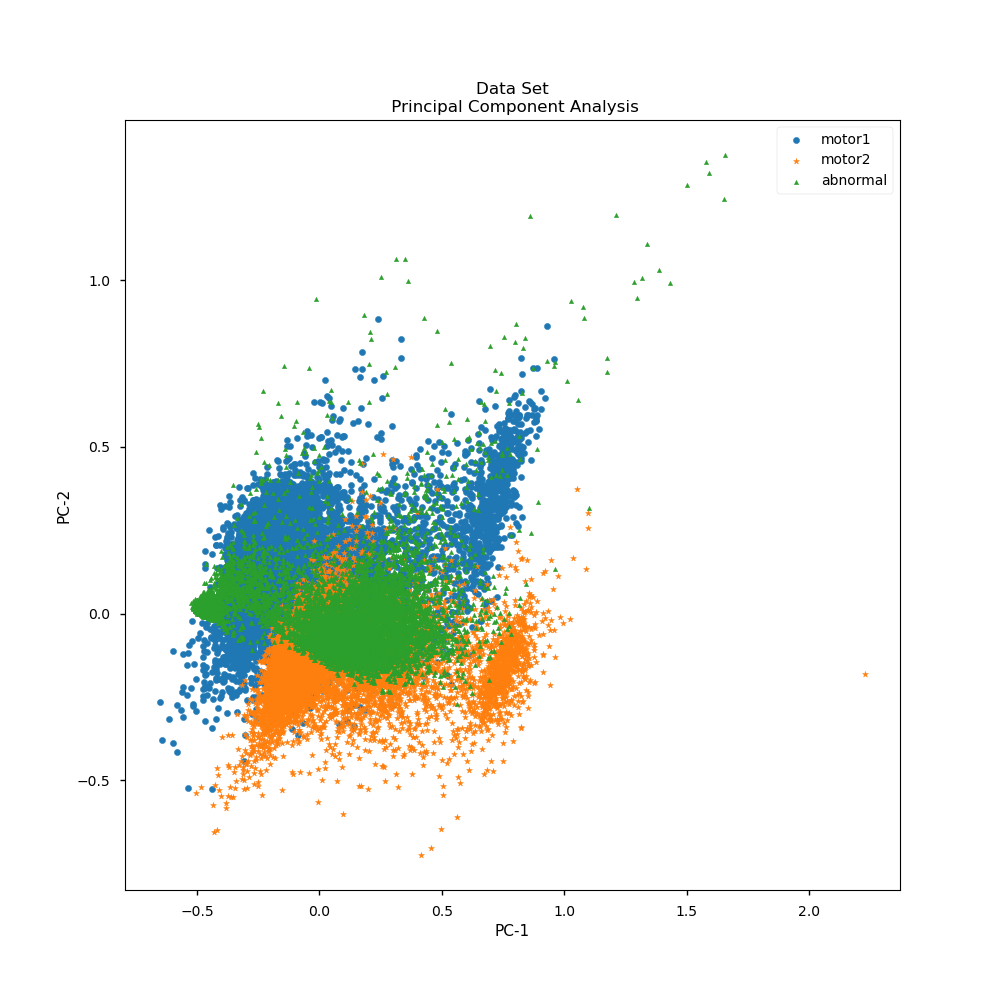 Data Set
Principal Component Analysis
motor1
motor2
abnormal
1.0
0.5
0.0
−0.5
PC-2
−0.5
0.0
0.5
1.0
1.5
2.0
PC-1